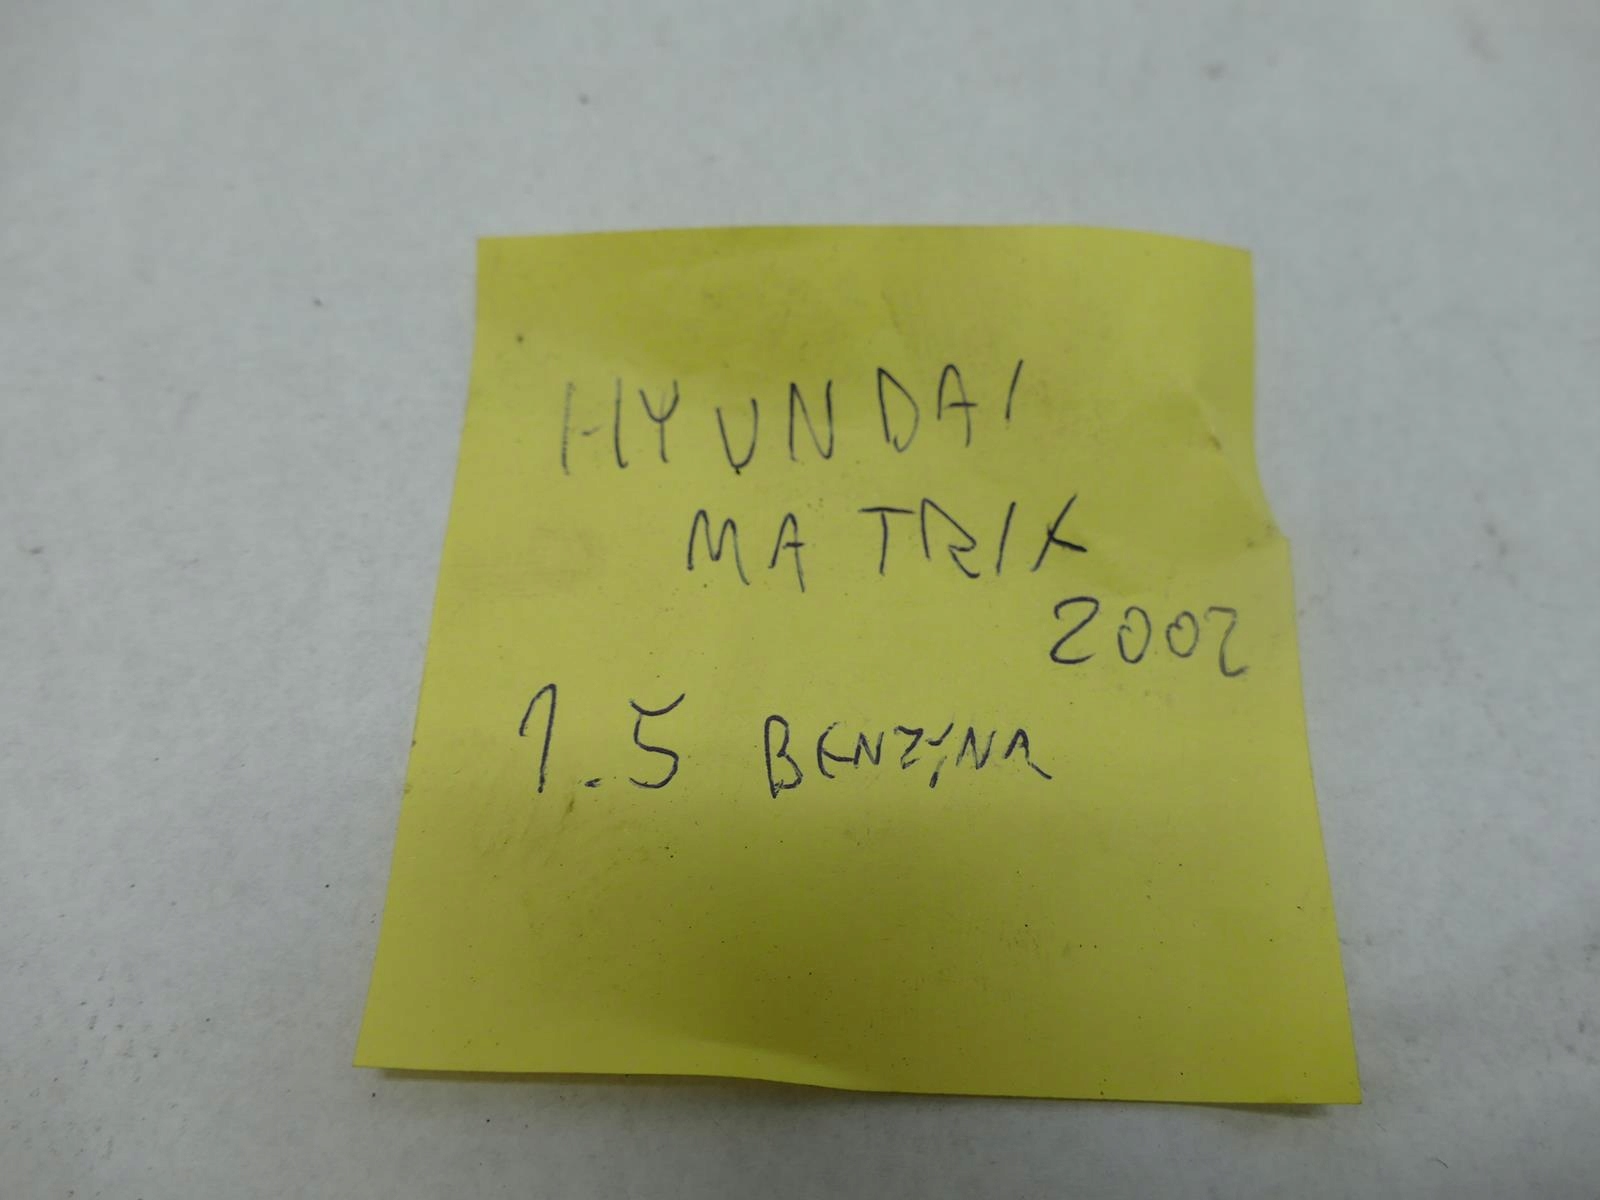 HYUNDAI
MATRIX
2002
1.5 BENZYNA